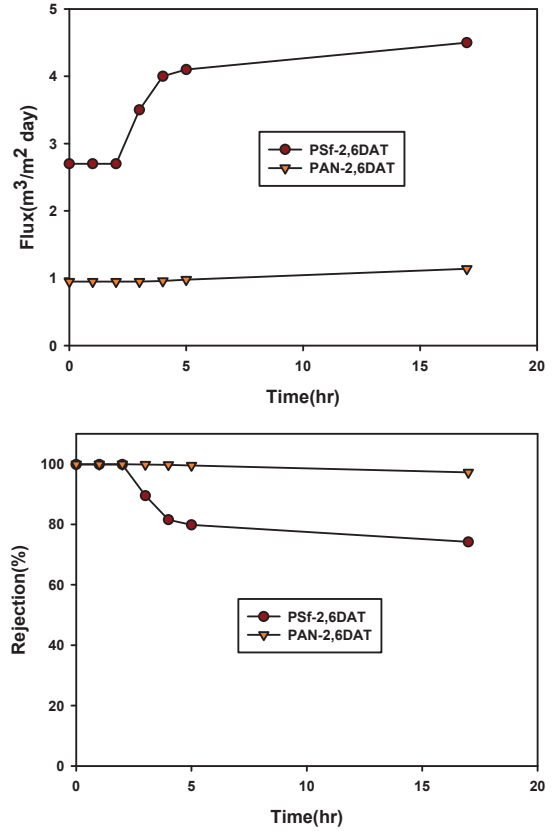 5
4
3
2
1
0
Flux(m³/m² day)
PSf-2,6DAT
PAN-2,6DAT
0 5 10 15 20
Time(hr)
100
80
60
40
20
0
Rejection(%)
PSf-2,6DAT
PAN-2,6DAT
0 5 10 15 20
Time(hr)